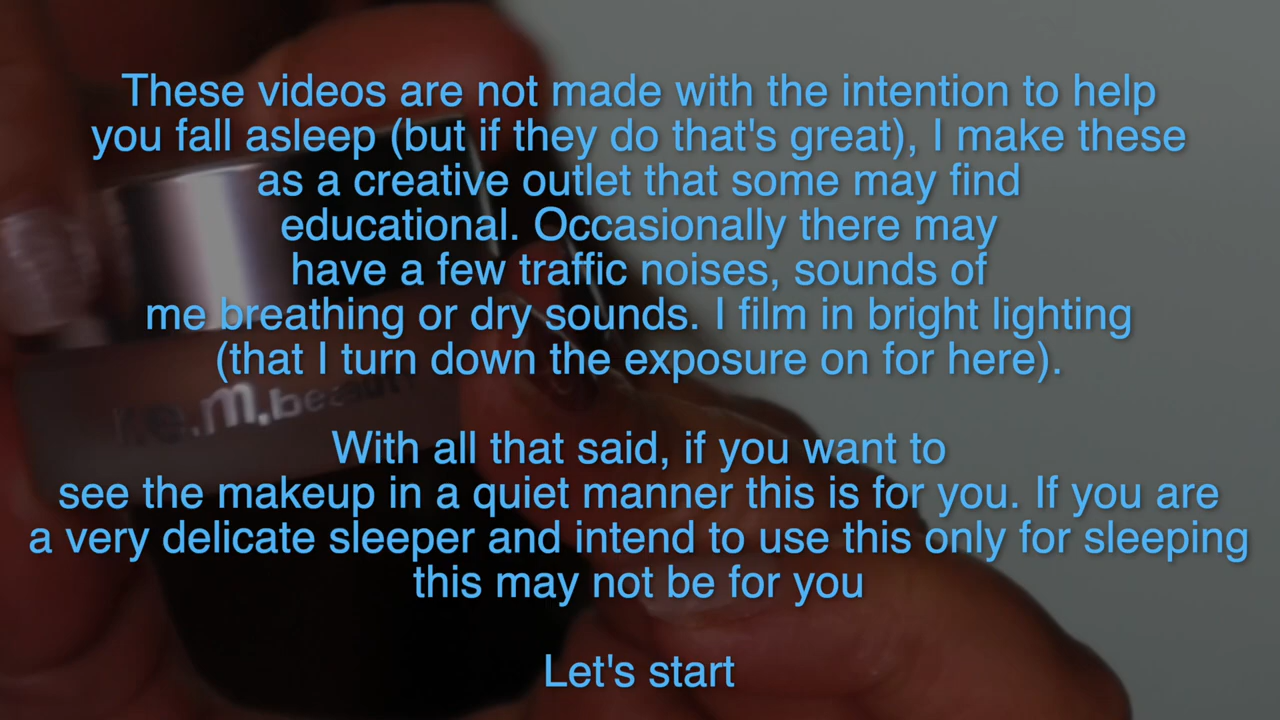 These videos are not made with the intention to help
you fall asleep (but if they do that's great), I make these
as a creative outlet that some may find
educational. Occasionally there may
have a few traffic noises, sounds of
me breathing or dry sounds. I film in bright lighting
(that I turn down the exposure on for here).
r.e.m.beauty
With all that said, if you want to
see the makeup in a quiet manner this is for you. If you are
a very delicate sleeper and intend to use this only for sleeping
this may not be for you
Let's start